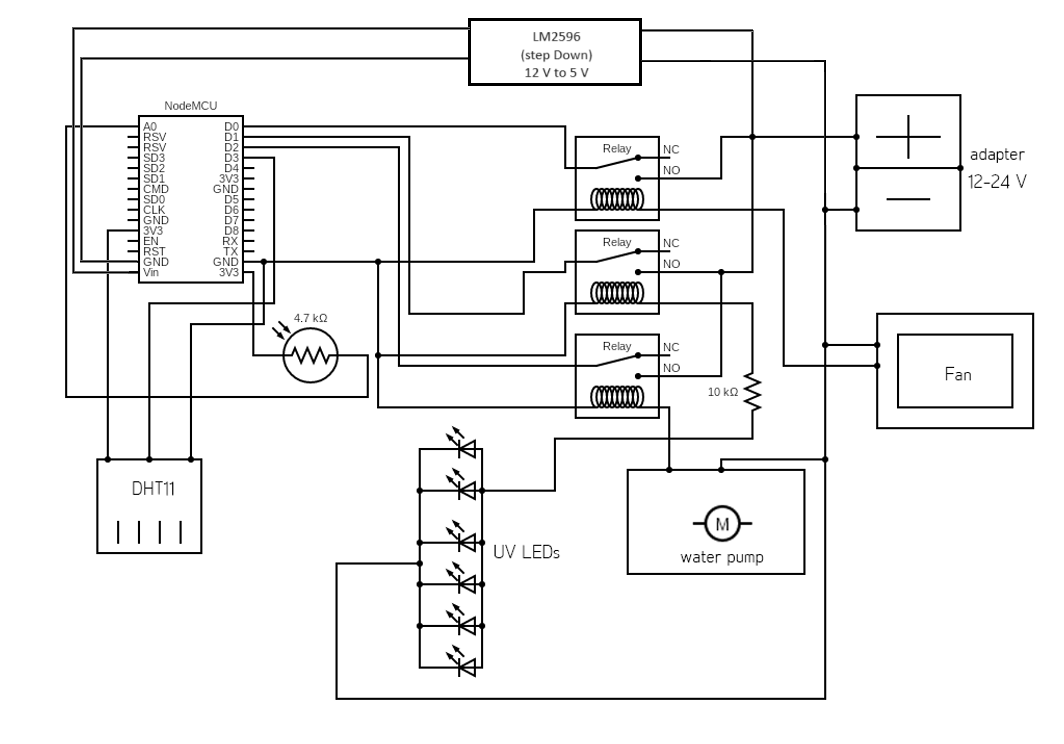 LM2596
(step Down)
12 V to 5 V
NodeMCU
A0 D0
RSV D1
RSV D2
SD3 D3
SD2 D4
SD1 3V3
CMD GND
SD0 D5
CLK D6
GND D7
3V3 D8
EN RX
RST TX
GND GND
Vin 3V3
Relay NC
NO
adapter
12-24 V
Relay NC
NO
4.7 kΩ
Relay NC
NO
10 kΩ
Fan
DHT11
UV LEDs
M
water pump